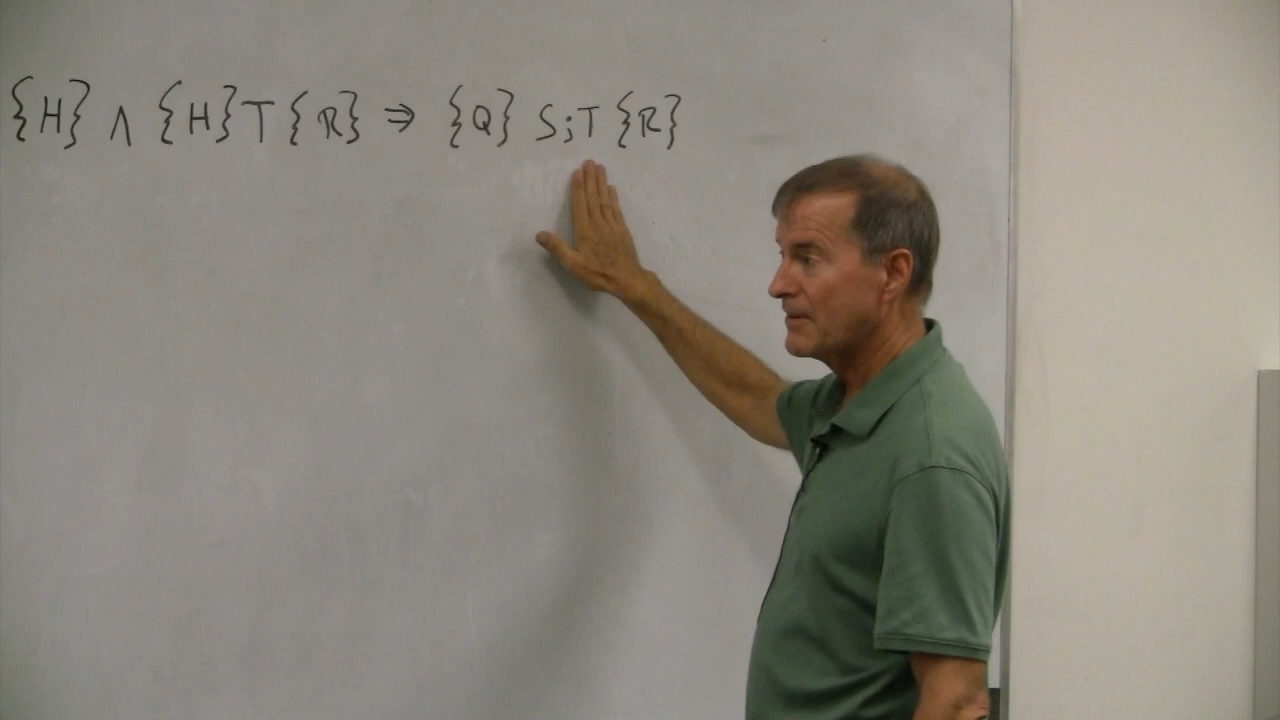 {H} ∧ {H} T {R} ⇒ {Q} S;T {R}